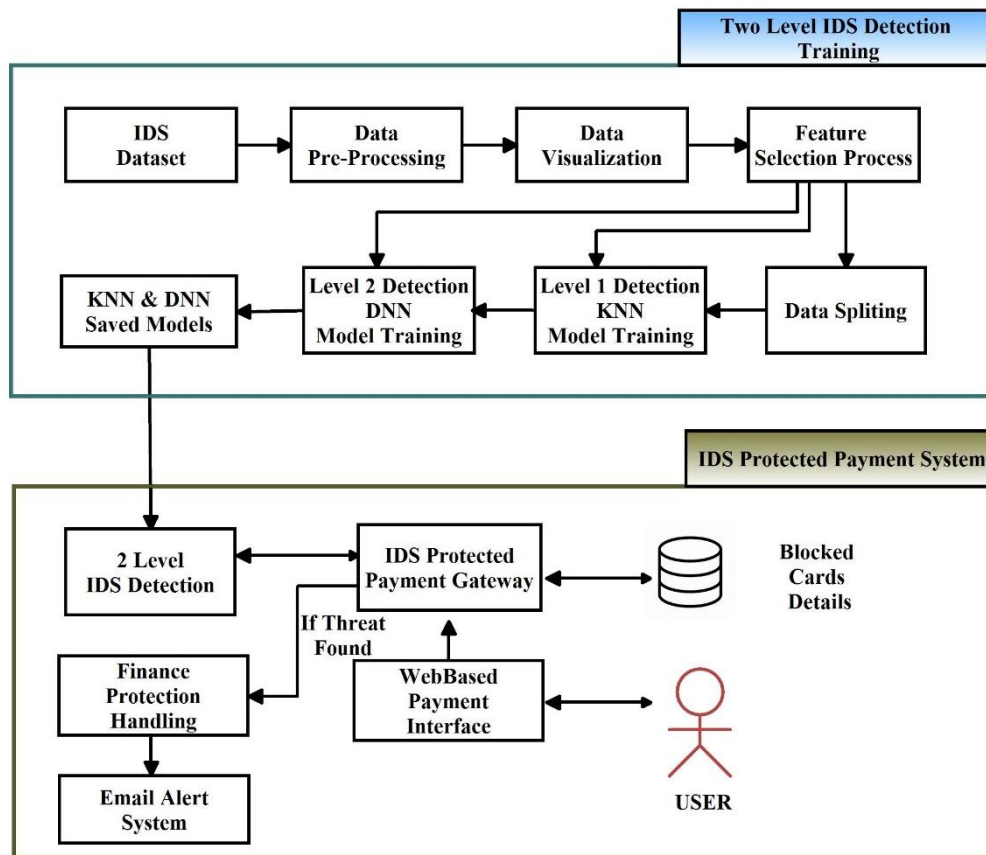 Two Level IDS Detection
Training
IDS
Dataset
Data
Pre-Processing
Data
Visualization
Feature
Selection Process
KNN & DNN
Saved Models
Level 2 Detection
DNN
Model Training
Level 1 Detection
KNN
Model Training
Data Spliting
IDS Protected Payment System
2 Level
IDS Detection
IDS Protected
Payment Gateway
Blocked
Cards
Details
If Threat
Found
Finance
Protection
Handling
WebBased
Payment
Interface
Email Alert
System
USER